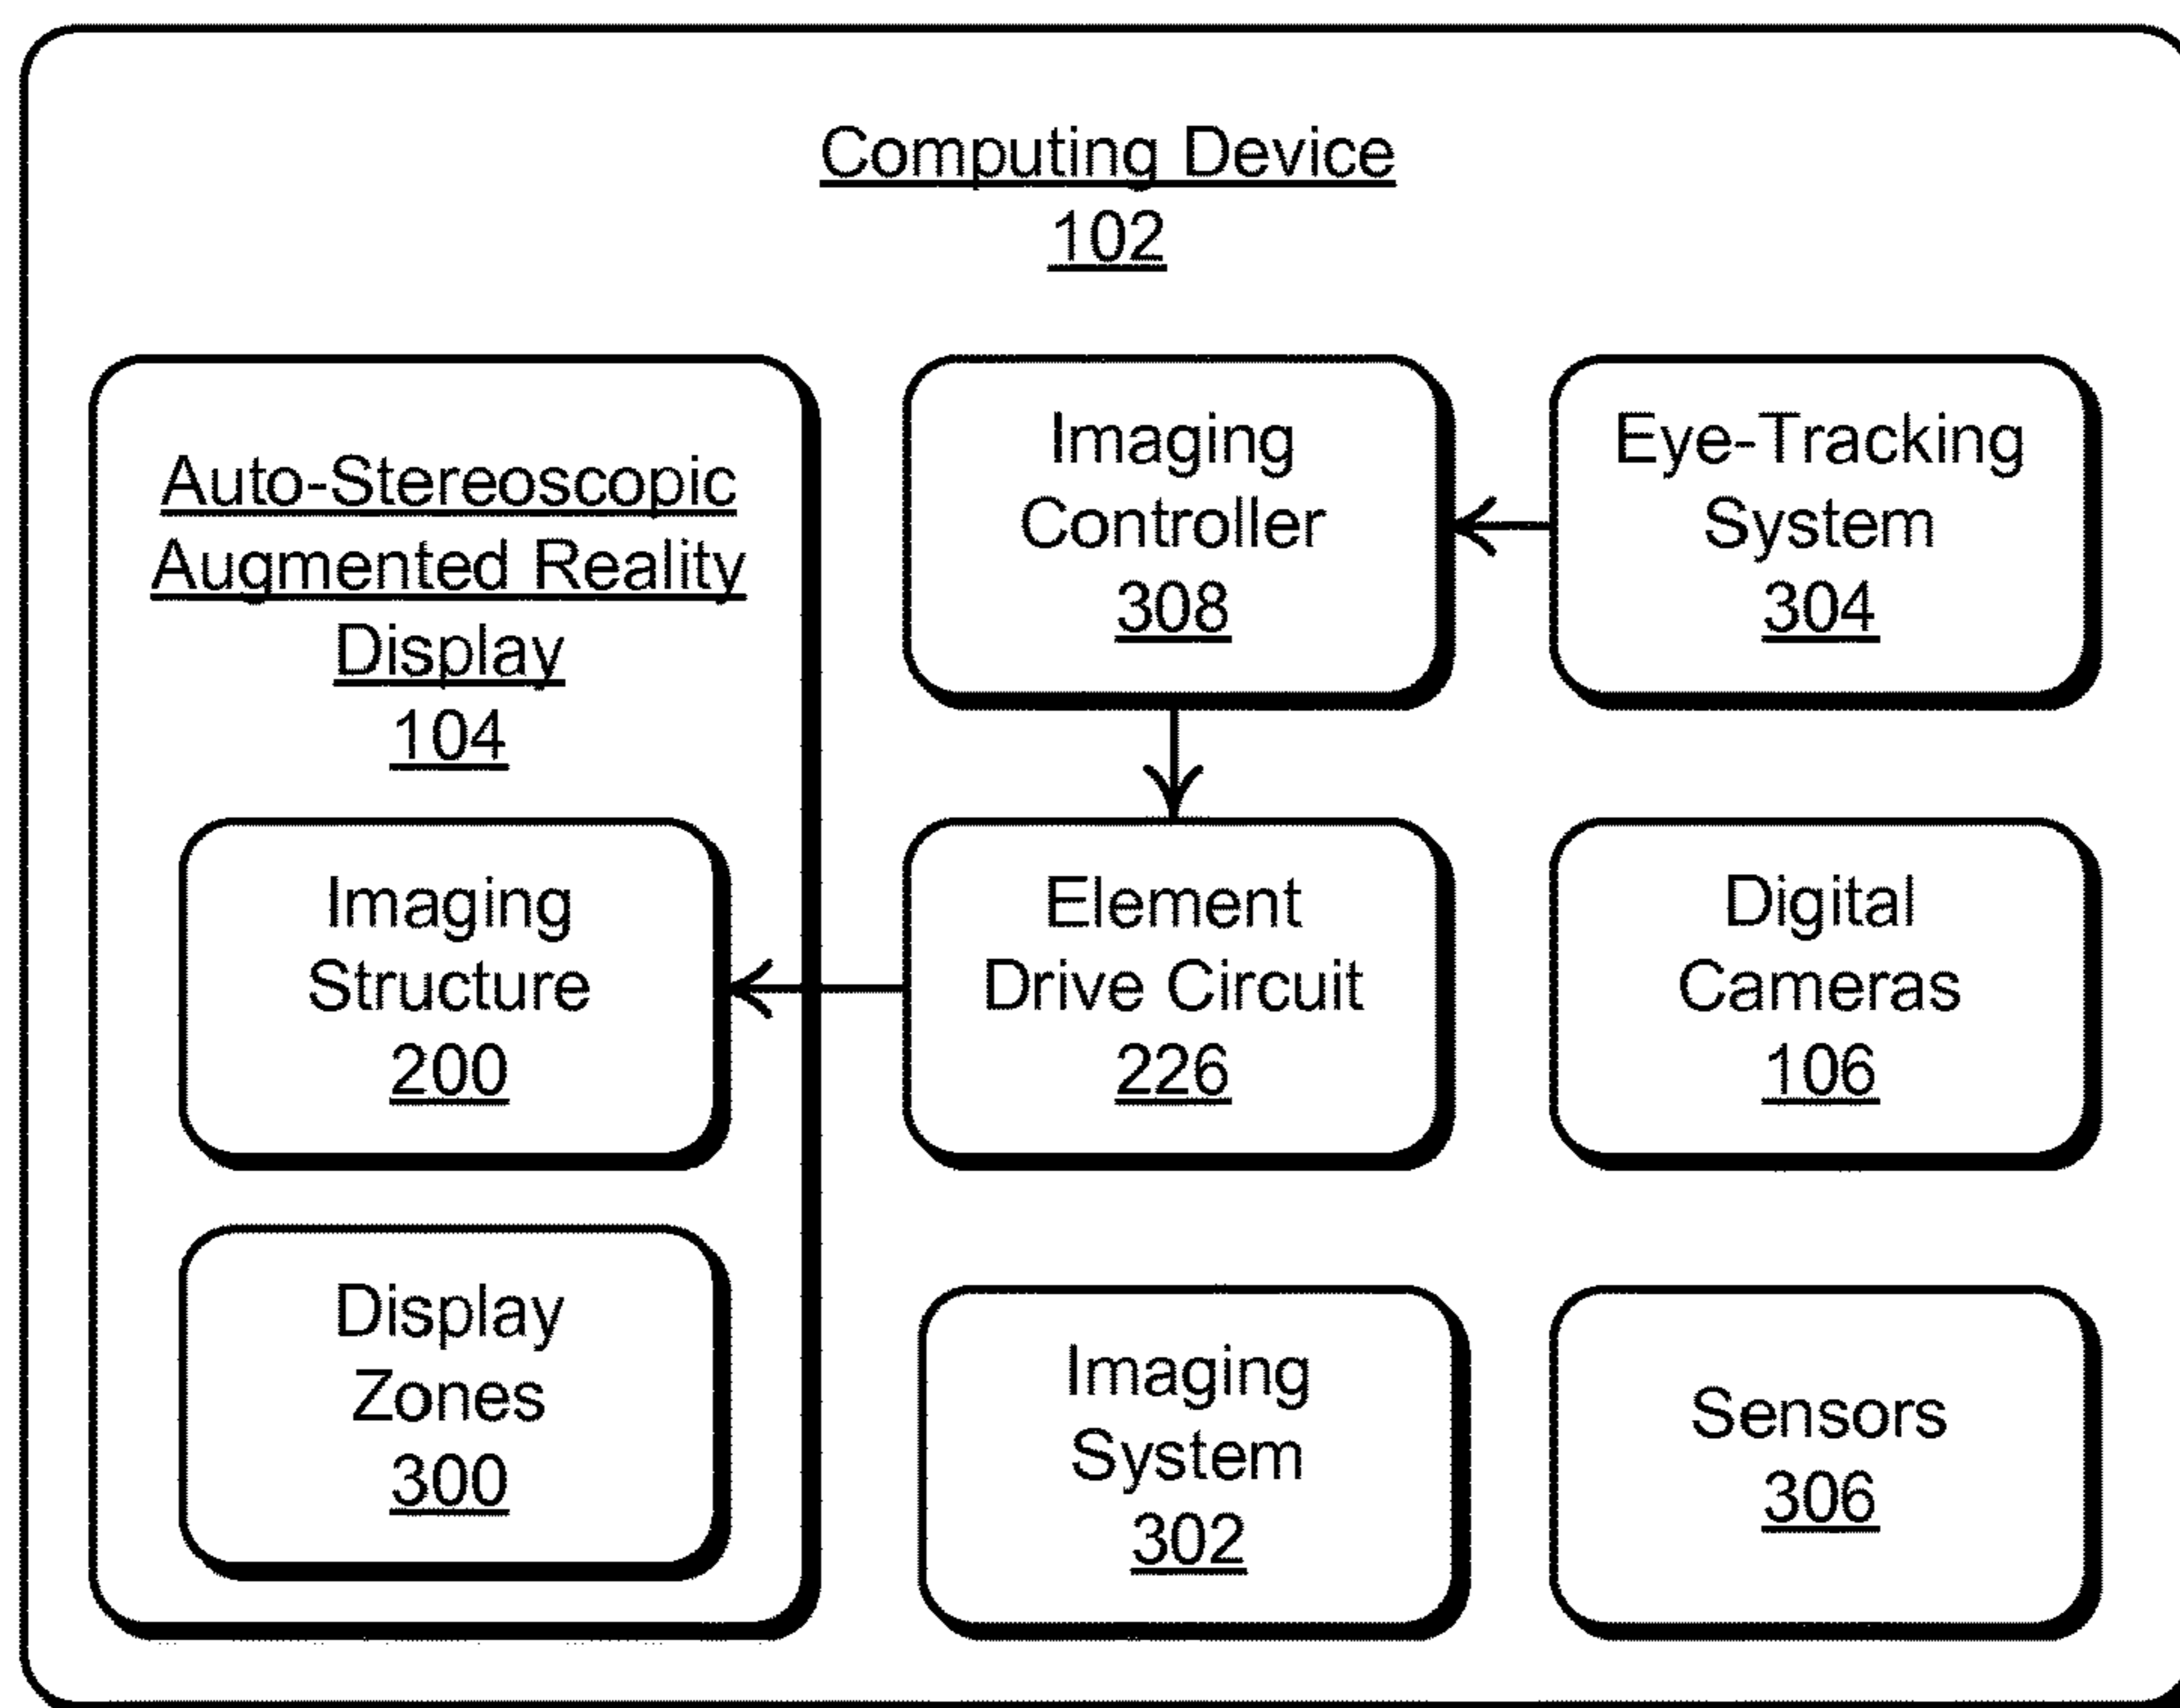 Computing Device
102
Auto-Stereoscopic
Augmented Reality
Display
104
Imaging
Structure
200
Display
Zones
300
Imaging
Controller
308
Element
Drive Circuit
226
Imaging
System
302
Eye-Tracking
System
304
Digital
Cameras
106
Sensors
306